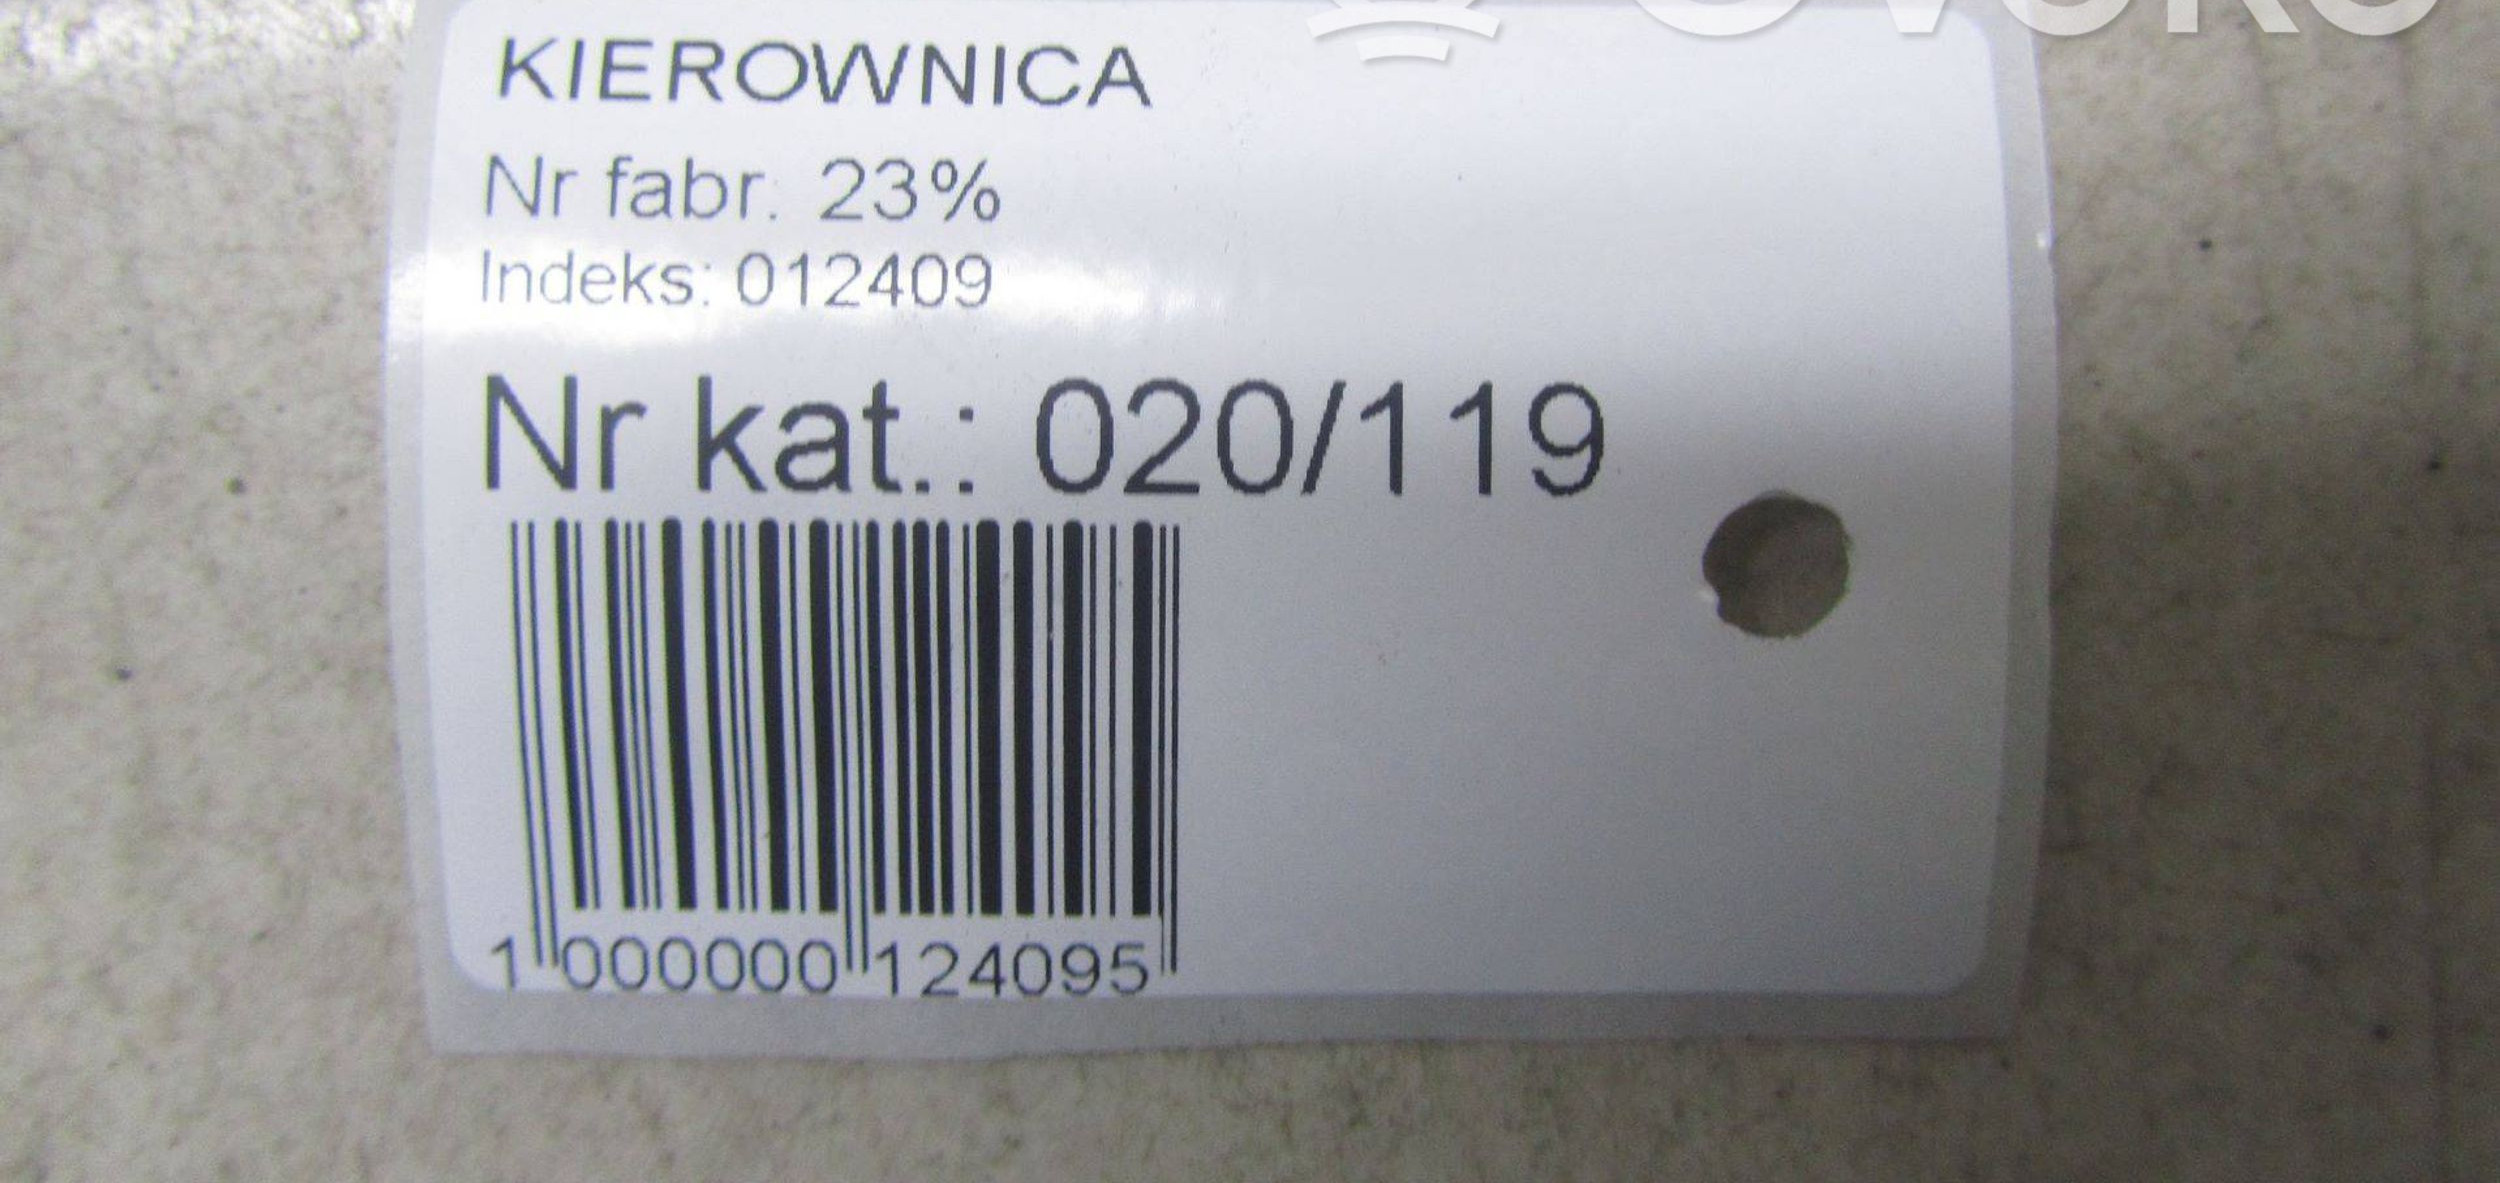 KIEROWNICA
Nr fabr. 23%
Indeks: 012409
Nr kat.: 020/119
1 000000 124095